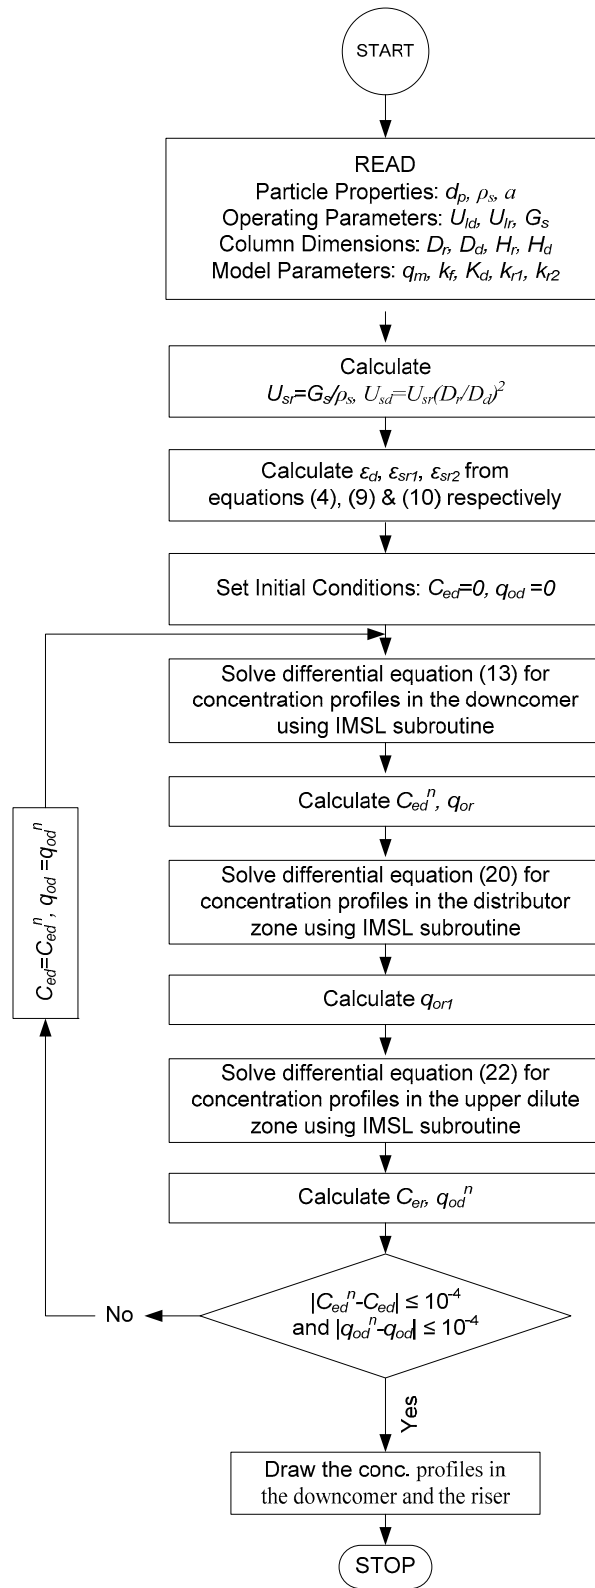 START
READ
Particle Properties: dp, ρs, a
Operating Parameters: Uld, Ulr, Gs
Column Dimensions: Dr, Dd, Hr, Hd
Model Parameters: qm, kf, Kd, kr1, kr2
Calculate
Usr=Gs/ρs, Usd=Usr(Dr/Dd)²
Calculate εd, εsr1, εsr2 from
equations (4), (9) & (10) respectively
Set Initial Conditions: Ced=0, qod =0
Solve differential equation (13) for
concentration profiles in the downcomer
using IMSL subroutine
Calculate Cedⁿ, qor
Ced=Cedⁿ, qod =qodⁿ
Solve differential equation (20) for
concentration profiles in the distributor
zone using IMSL subroutine
Calculate qor1
Solve differential equation (22) for
concentration profiles in the upper dilute
zone using IMSL subroutine
Calculate Cer, qodⁿ
|Cedⁿ-Ced| ≤ 10⁻⁴
and |qodⁿ-qod| ≤ 10⁻⁴
No
Yes
Draw the conc. profiles in
the downcomer and the riser
STOP